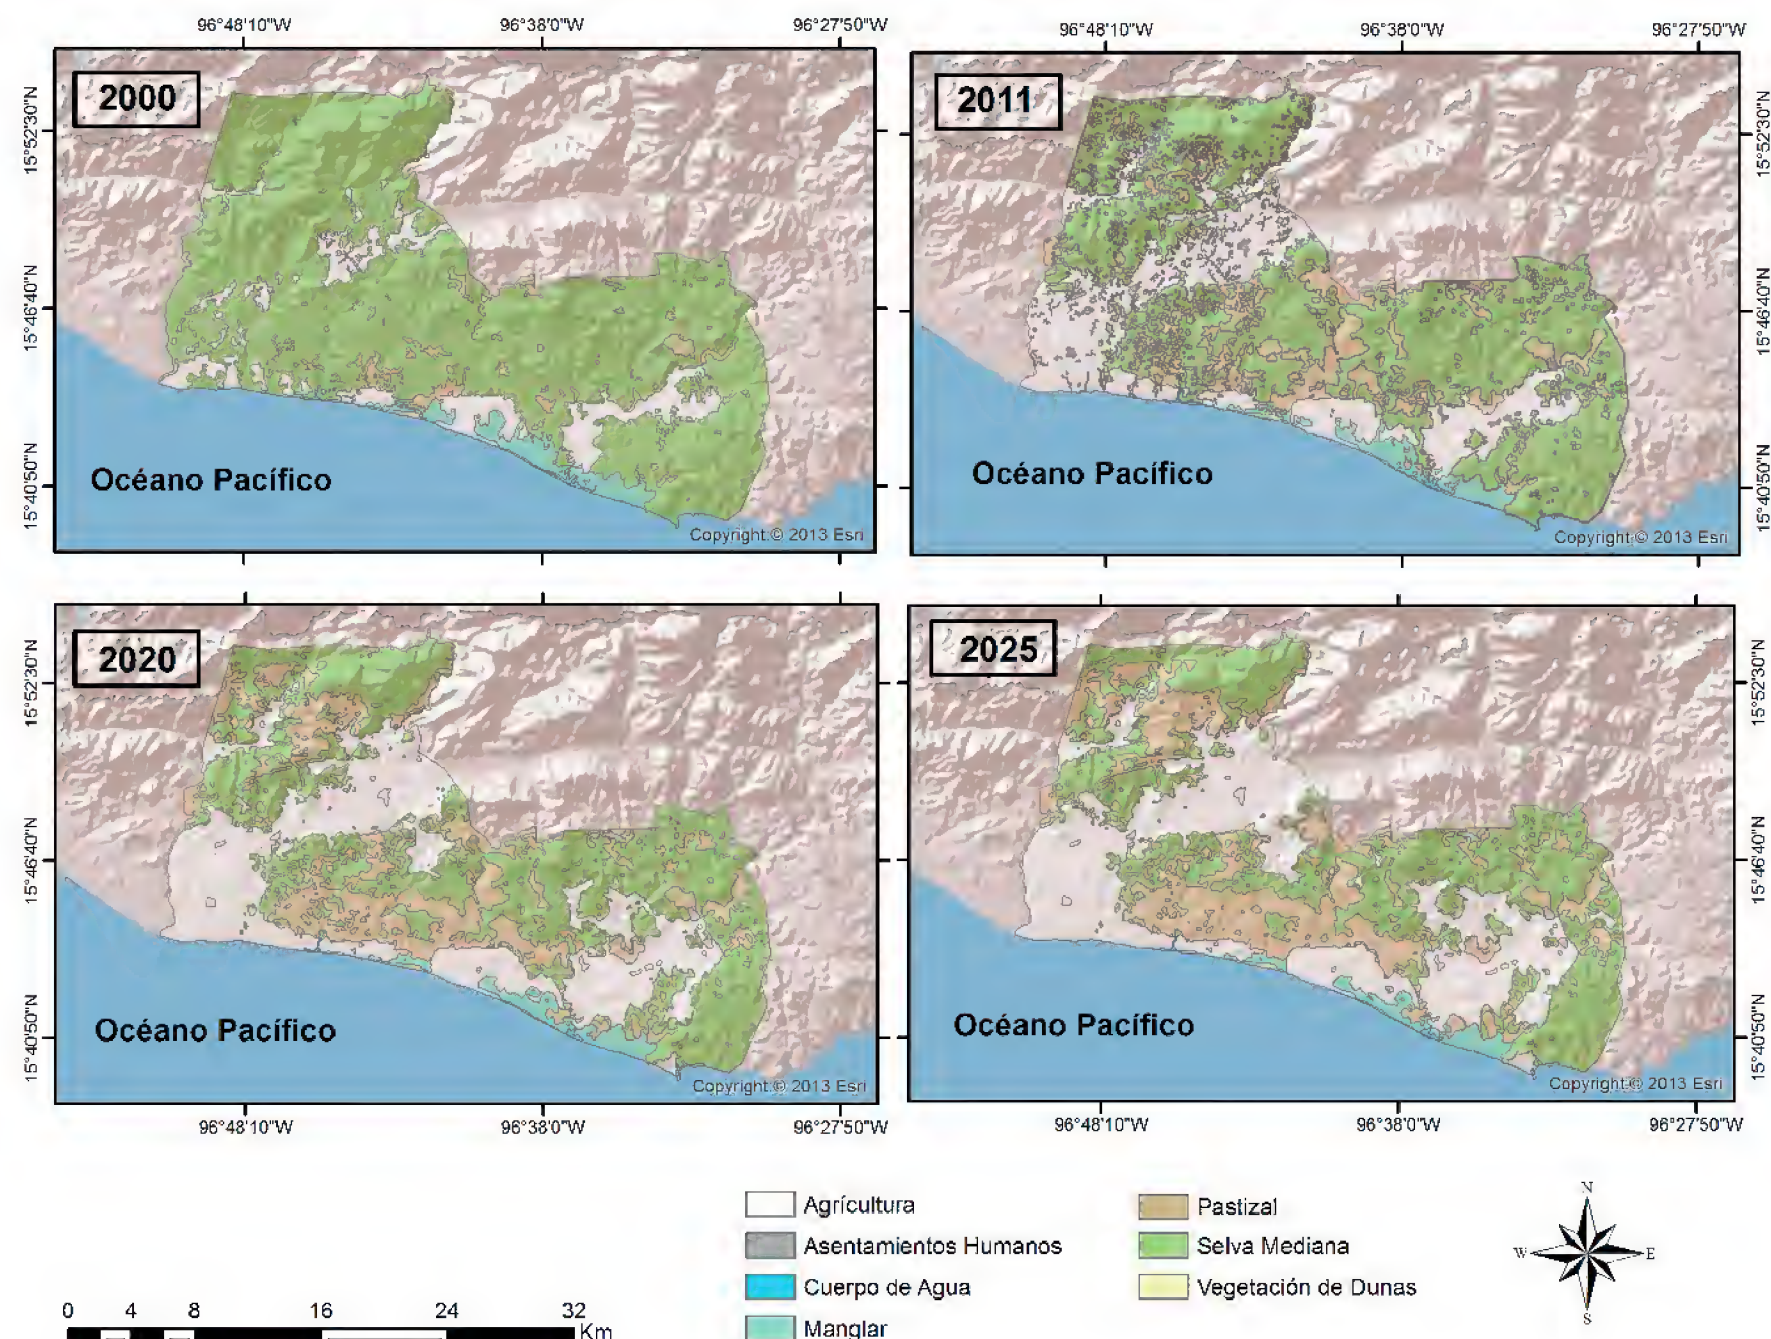 96°48'10"W 96°38'0"W 96°27'50"W
96°48'10"W 96°38'0"W 96°27'50"W
2000
15°52'30"N
15°46'40"N
15°40'50"N
Océano Pacífico
Copyright:© 2013 Esri
2011
15°52'30"N
15°46'40"N
15°40'50"N
Océano Pacífico
Copyright:© 2013 Esri
2020
15°52'30"N
15°46'40"N
15°40'50"N
Océano Pacífico
Copyright:© 2013 Esri
2025
15°52'30"N
15°46'40"N
15°40'50"N
Océano Pacífico
Copyright:© 2013 Esri
96°48'10"W 96°38'0"W 96°27'50"W
96°48'10"W 96°38'0"W 96°27'50"W
0 4 8 16 24 32
Km
Agrícultura
Asentamientos Humanos
Cuerpo de Agua
Manglar
Pastizal
Selva Mediana
Vegetación de Dunas
N
W E
S